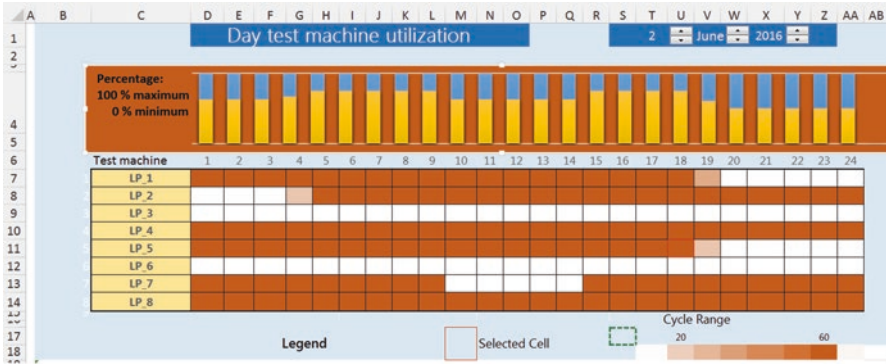 A B C D E F G H I J K L M N O P Q R S T U V W X Y Z AA AB
1 Day test machine utilization 2 June 2016
2
Percentage:
100 % maximum
0 % minimum
4
5
6 Test machine 1 2 3 4 5 6 7 8 9 10 11 12 13 14 15 16 17 18 19 20 21 22 23 24
7 LP_1
8 LP_2
9 LP_3
10 LP_4
11 LP_5
12 LP_6
13 LP_7
14 LP_8
Cycle Range
17 Legend Selected Cell 20 60
18